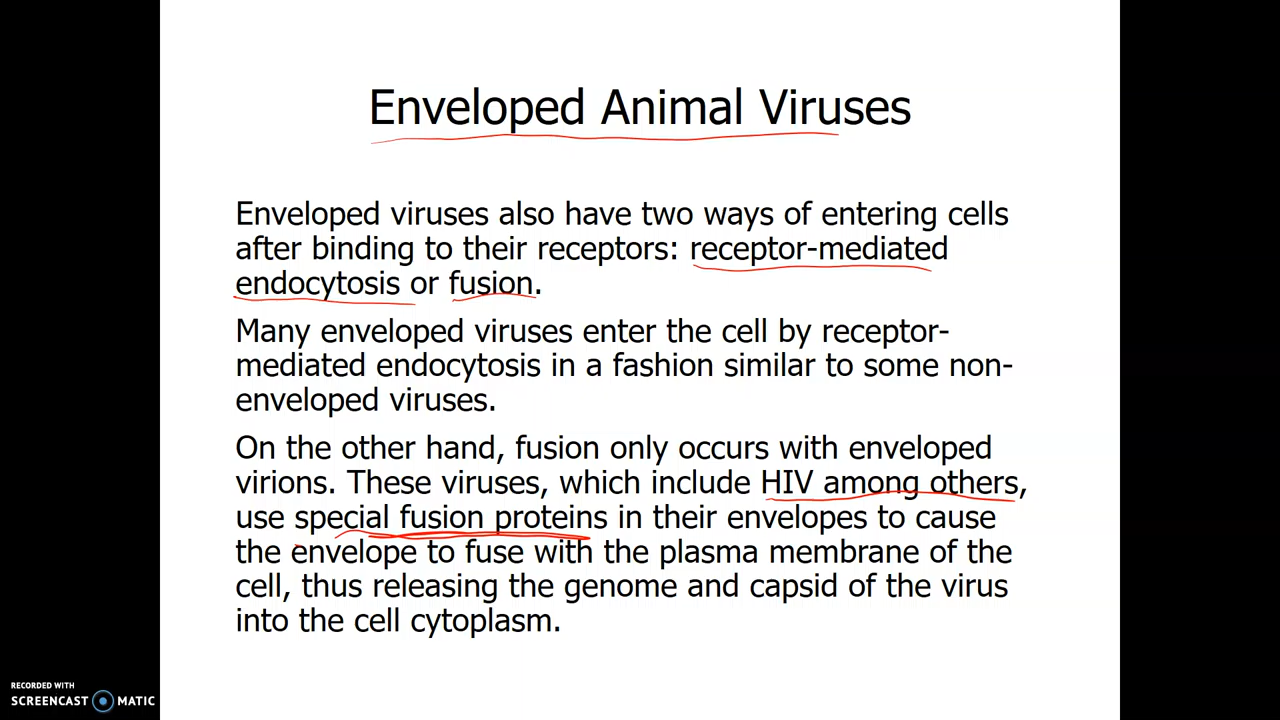 Enveloped Animal Viruses
Enveloped viruses also have two ways of entering cells
after binding to their receptors: receptor-mediated
endocytosis or fusion.
Many enveloped viruses enter the cell by receptor-
mediated endocytosis in a fashion similar to some non-
enveloped viruses.
On the other hand, fusion only occurs with enveloped
virions. These viruses, which include HIV among others,
use special fusion proteins in their envelopes to cause
the envelope to fuse with the plasma membrane of the
cell, thus releasing the genome and capsid of the virus
into the cell cytoplasm.
RECORDED WITH
SCREENCAST MATIC